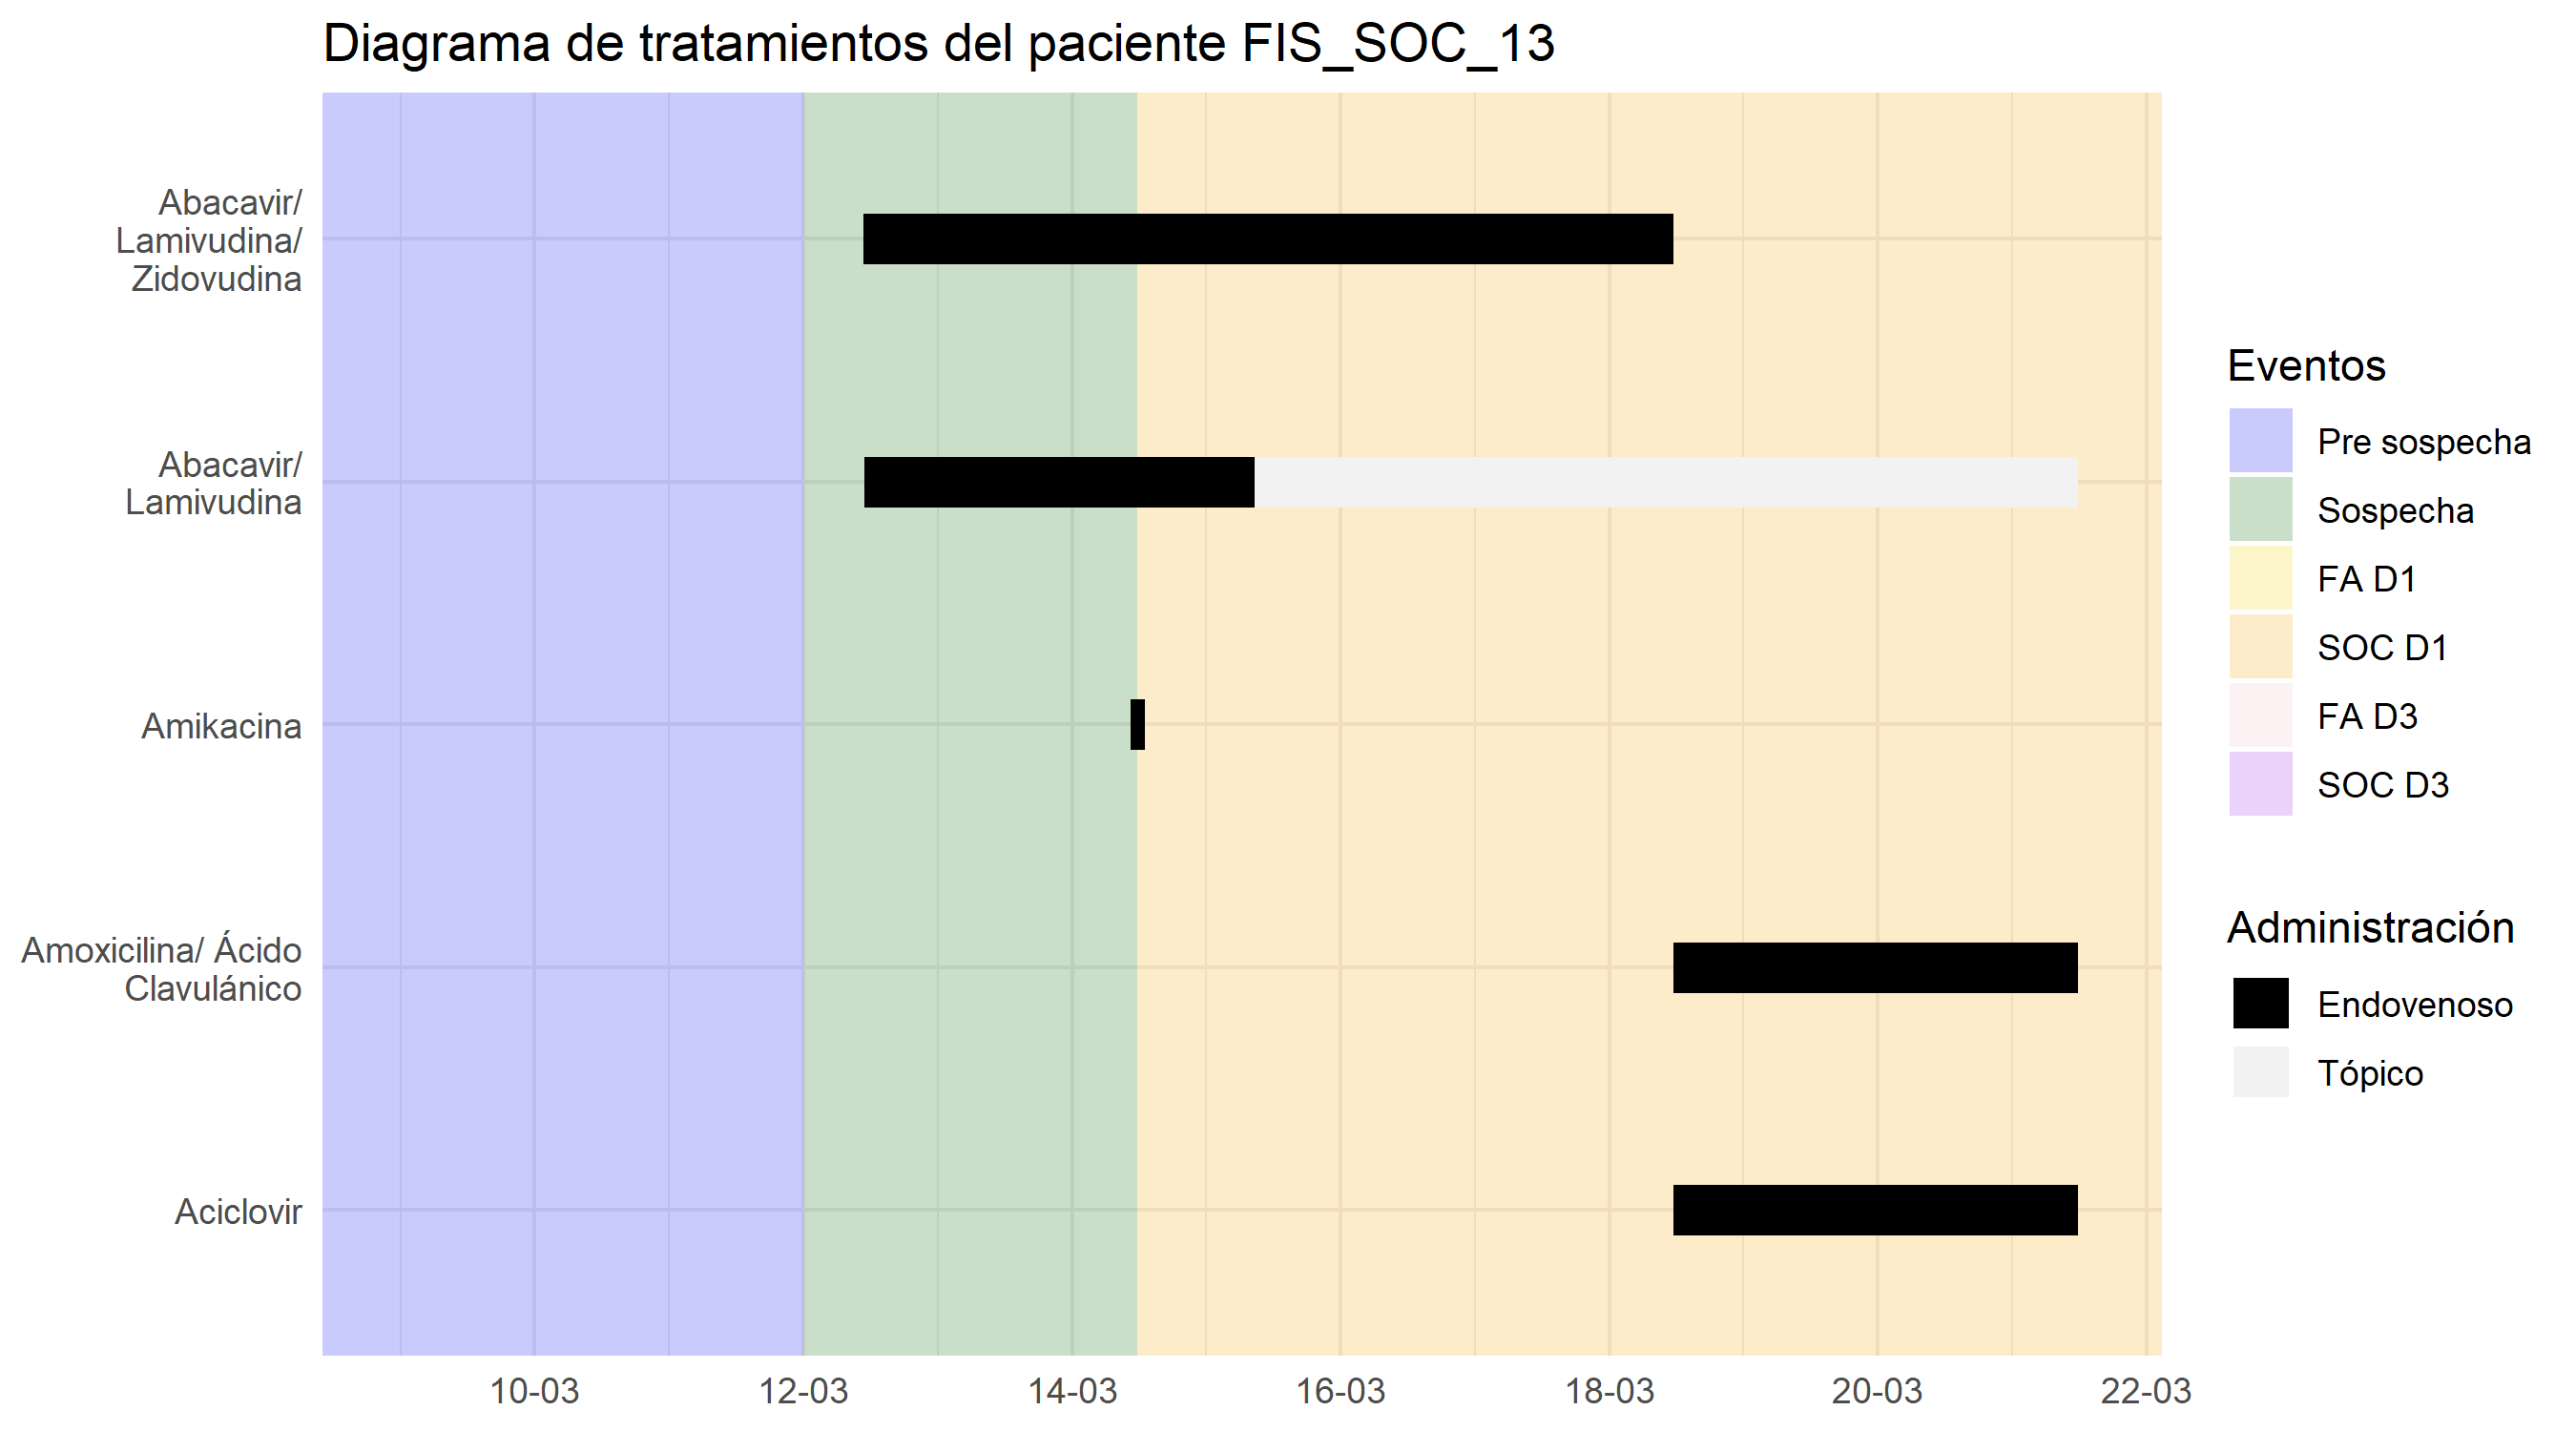 Diagrama de tratamientos del paciente FIS_SOC_13
Abacavir/
Lamivudina/
Zidovudina
Abacavir/
Lamivudina
Amikacina
Amoxicilina/ Ácido
Clavulánico
Aciclovir
10-03
12-03
14-03
16-03
18-03
20-03
22-03
Eventos
Pre sospecha
Sospecha
FA D1
SOC D1
FA D3
SOC D3
Administración
Endovenoso
Tópico